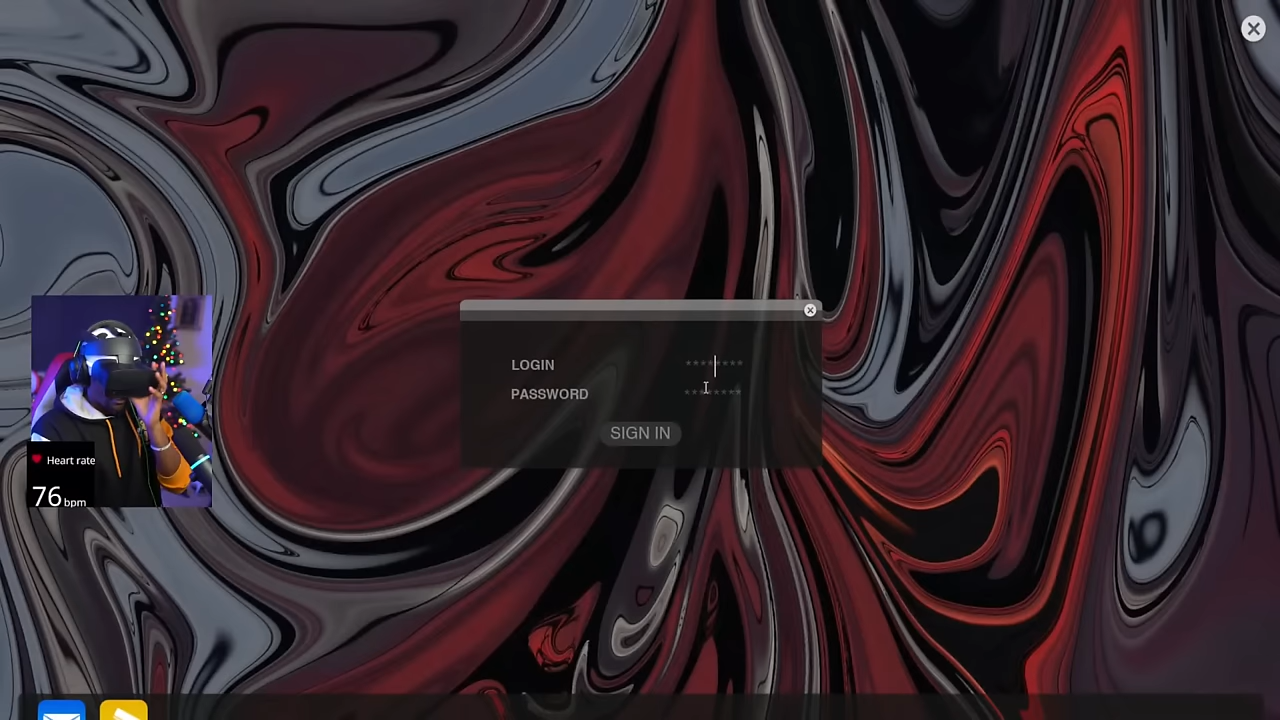 LOGIN ********
PASSWORD ********
SIGN IN
Heart rate
76 bpm